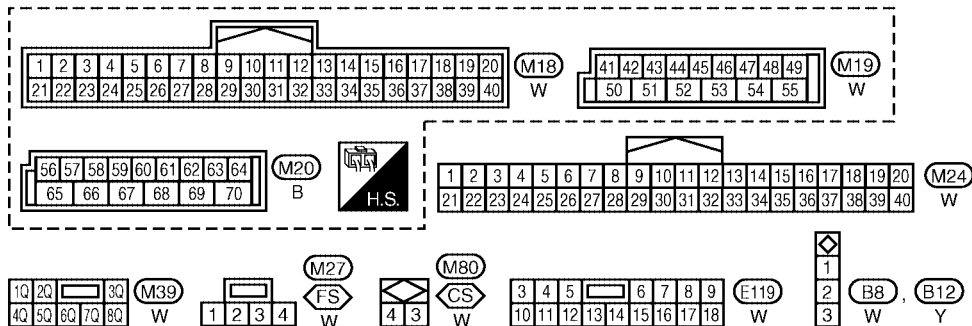 1 2 3 4 5 6 7 8 9 10 11 12 13 14 15 16 17 18 19 20
21 22 23 24 25 26 27 28 29 30 31 32 33 34 35 36 37 38 39 40
M18
W
41 42 43 44 45 46 47 48 49
50 51 52 53 54 55
M19
W
56 57 58 59 60 61 62 63 64
65 66 67 68 69 70
M20
B
H.S.
1 2 3 4 5 6 7 8 9 10 11 12 13 14 15 16 17 18 19 20
21 22 23 24 25 26 27 28 29 30 31 32 33 34 35 36 37 38 39 40
M24
W
1Q 2Q 3Q
4Q 5Q 6Q 7Q 8Q
M39
W
1 2 3 4
M27
FS
W
4 3
M80
CS
W
3 4 5 6 7 8 9
10 11 12 13 14 15 16 17 18
E119
W
1
2
3
B8 , B12
W Y